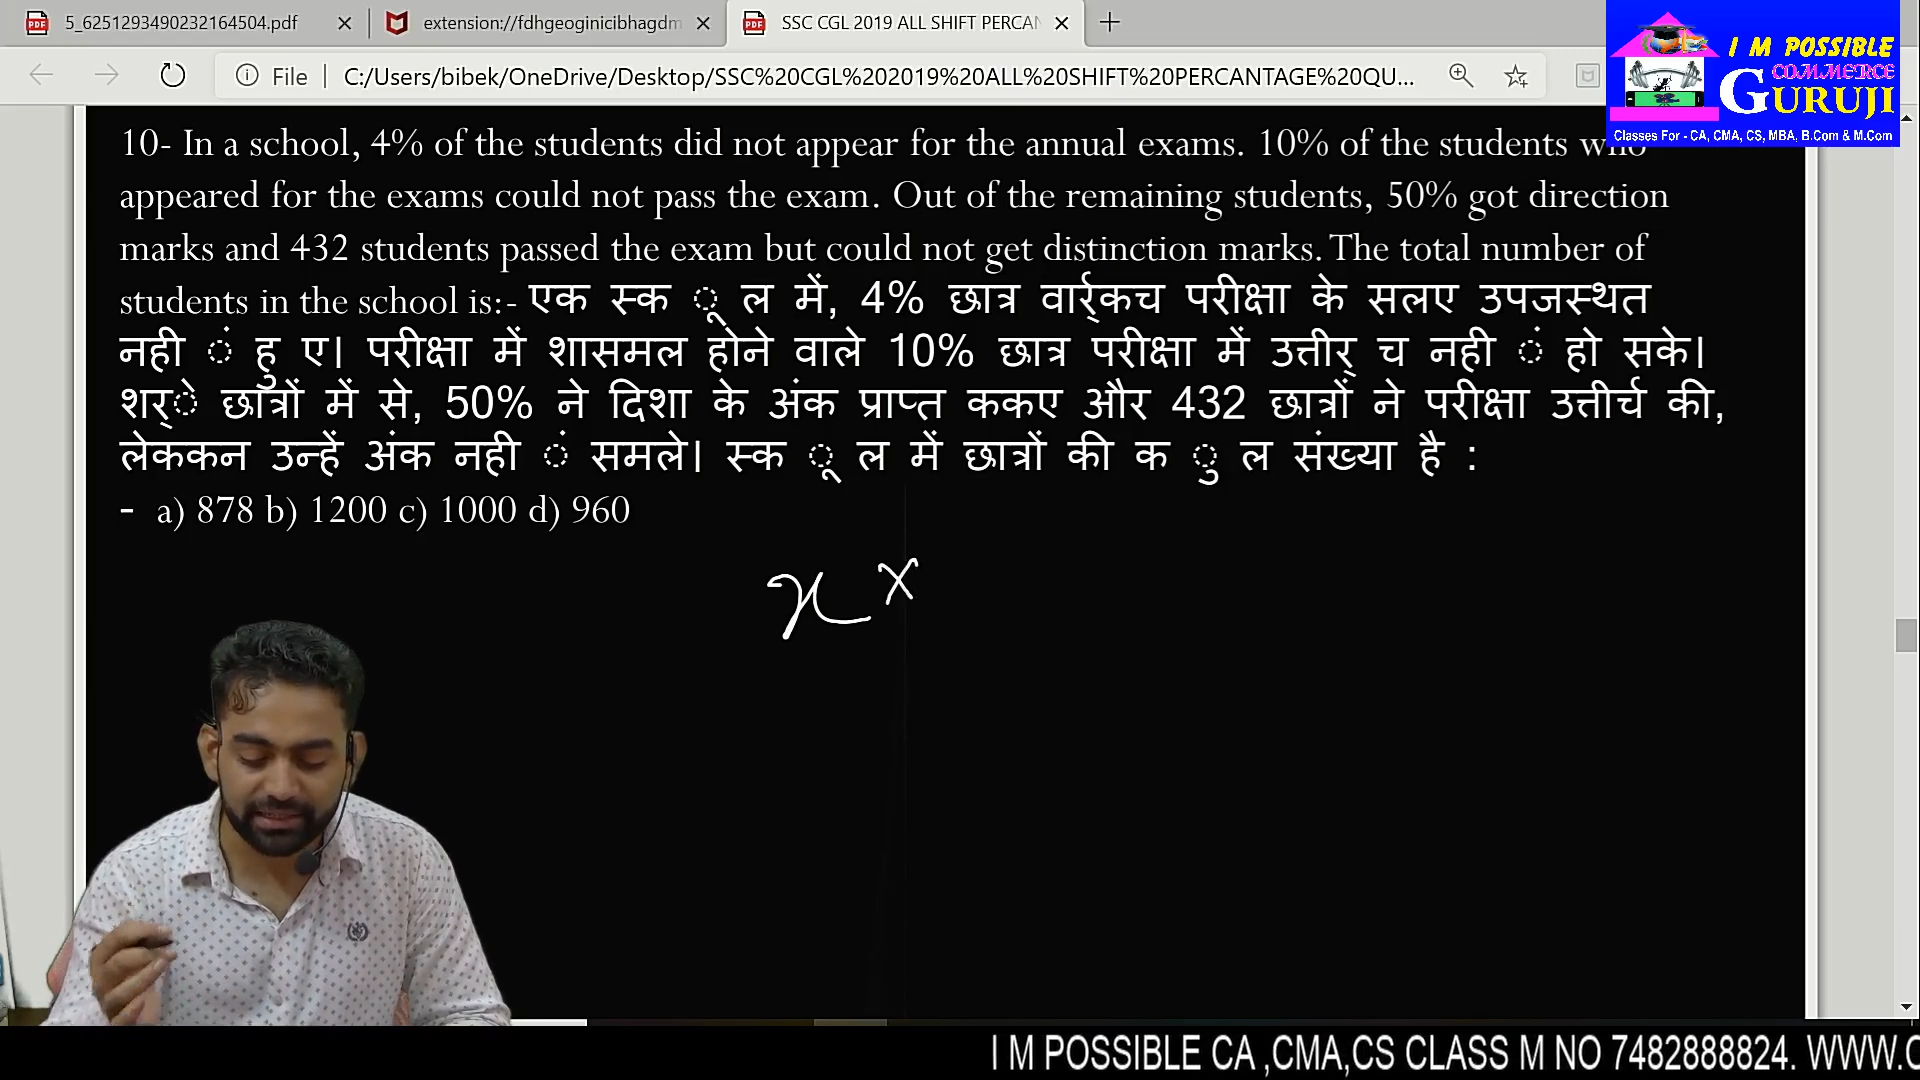 5_6251293490232164504.pdf
extension://fdhgeoginicibhagdm
SSC CGL 2019 ALL SHIFT PERCAN
File
C:/Users/bibek/OneDrive/Desktop/SSC%20CGL%202019%20ALL%20SHIFT%20PERCANTAGE%20QU...
I M POSSIBLE
COMMERCE
GURUJI
Classes For - CA, CMA, CS, MBA, B.Com & M.Com
10- In a school, 4% of the students did not appear for the annual exams. 10% of the students who
appeared for the exams could not pass the exam. Out of the remaining students, 50% got direction
marks and 432 students passed the exam but could not get distinction marks. The total number of
students in the school is:- एक स्क ू ल में, 4% छात्र वार्र्कच परीक्षा के सलए उपजस्थत
नही ं हु ए। परीक्षा में शासमल होने वाले 10% छात्र परीक्षा में उत्तीर् च नही ं हो सके।
शर्े छात्रों में से, 50% ने दिशा के अंक प्राप्त ककए और 432 छात्रों ने परीक्षा उत्तीर्च की,
लेककन उन्हें अंक नही ं समले। स्क ू ल में छात्रों की क ु ल संख्या है :
- a) 878 b) 1200 c) 1000 d) 960
x x
I M POSSIBLE CA ,CMA,CS CLASS M NO 7482888824. WWW.C